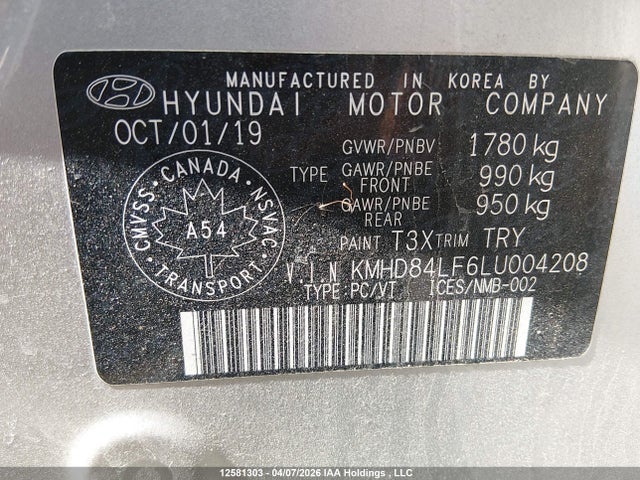 MANUFACTURED IN KOREA BY
HYUNDAI MOTOR COMPANY
OCT/01/19
GVWR/PNBV 1780 kg
TYPE GAWR/PNBE FRONT 990 kg
GAWR/PNBE REAR 950 kg
PAINT T3X TRIM TRY
CANADA
CMVSS NSVAC
A54
TRANSPORT
VIN KMHD84LF6LU004208
TYPE:PC/VT ICES/NMB-002
12581303 - 04/07/2026 IAA Holdings , LLC